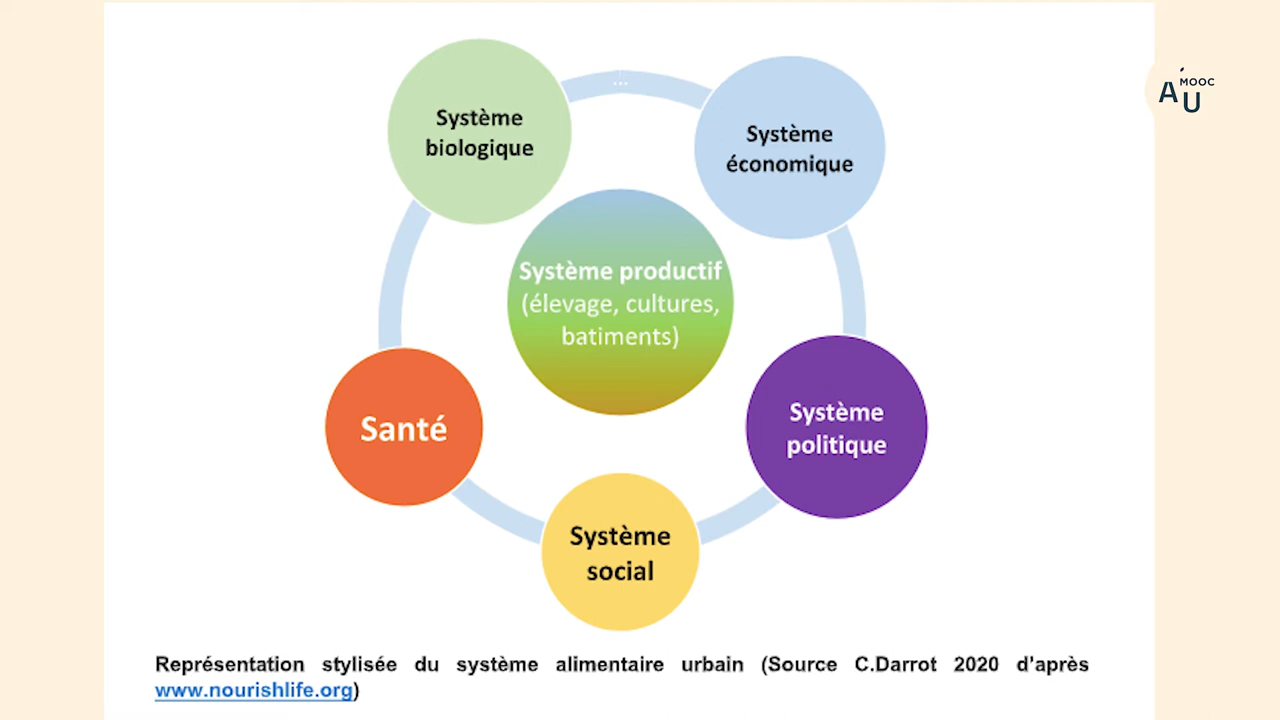 ...
Système
biologique
Système
économique
Système productif
(élevage, cultures,
batiments)
Santé
Système
politique
Système
social
Représentation stylisée du système alimentaire urbain (Source C.Darrot 2020 d'après
www.nourishlife.org)
MOOC
AU